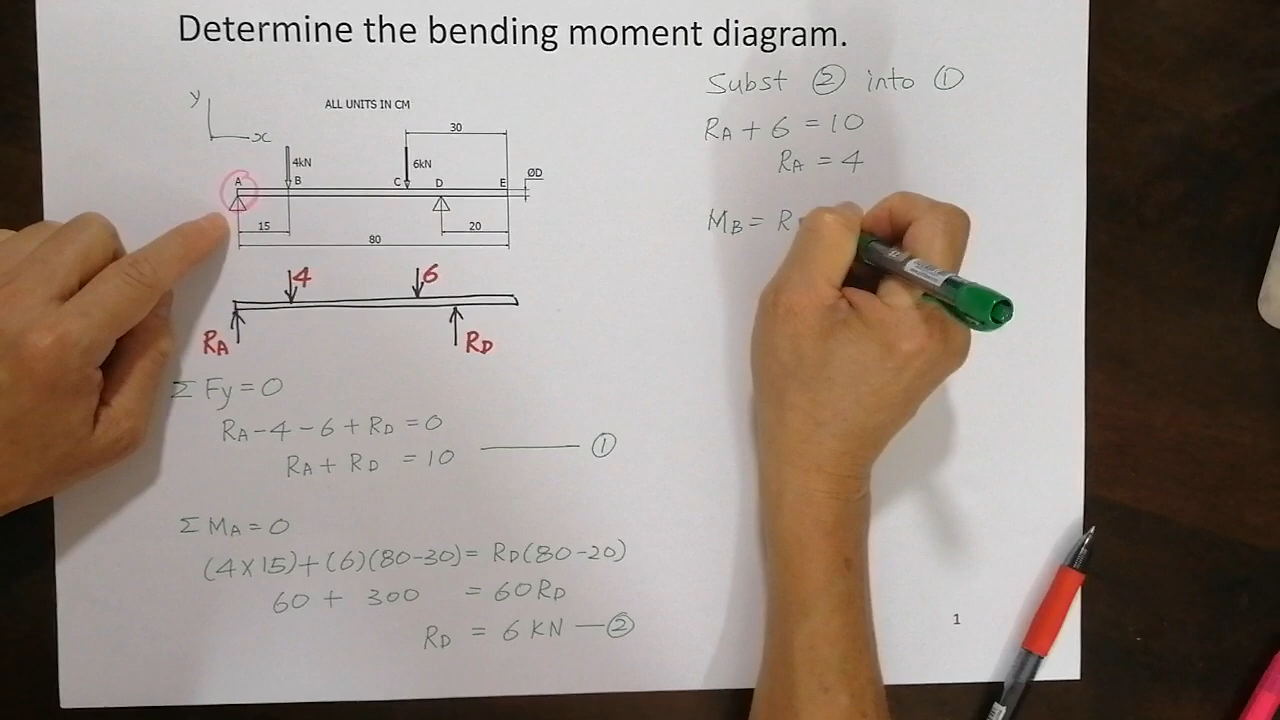 Determine the bending moment diagram.
y
x
ALL UNITS IN CM
30
4kN
6kN
ØD
A
B
C
D
E
15
20
80
4
6
RA
RD
Σ Fy = 0
RA - 4 - 6 + RD = 0
RA + RD = 10 ①
Σ MA = 0
(4 X 15) + (6)(80 - 30) = RD(80 - 20)
60 + 300 = 60RD
RD = 6 KN — ②
Subst ② into ①
RA + 6 = 10
RA = 4
MB = R
1